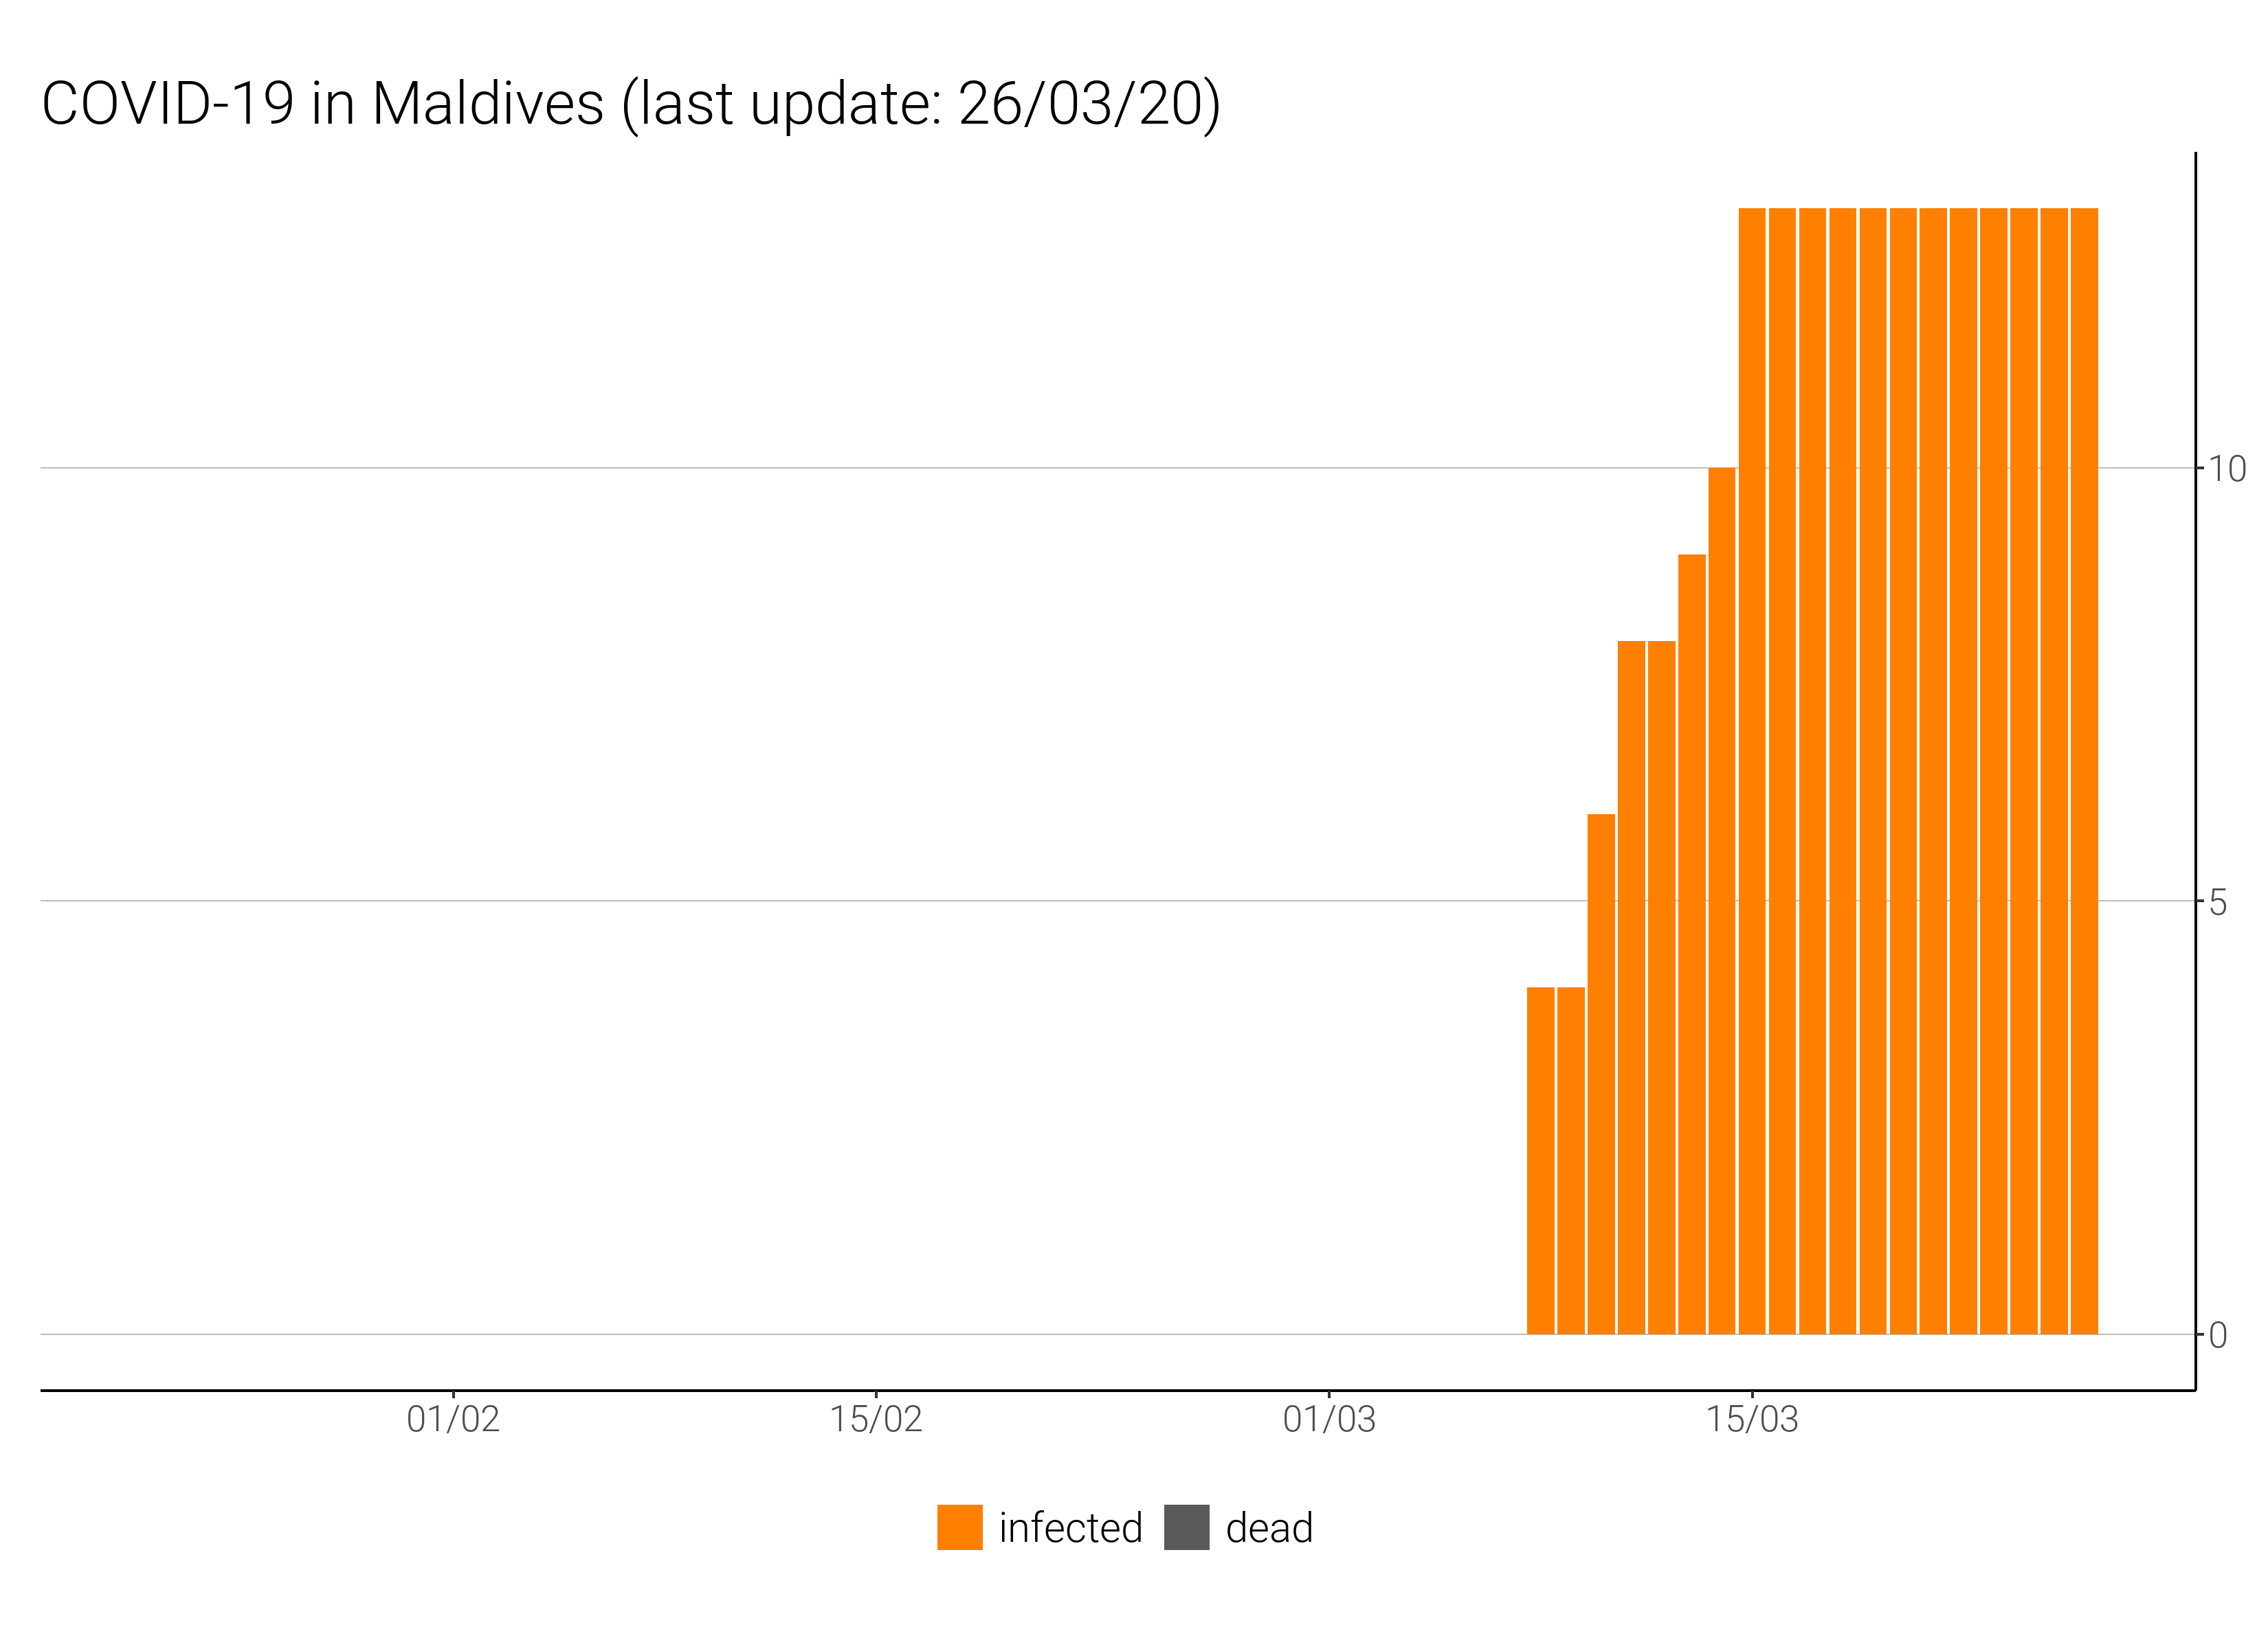 COVID-19 in Maldives (last update: 26/03/20)
10
5
0
01/02 15/02 01/03 15/03
infected dead